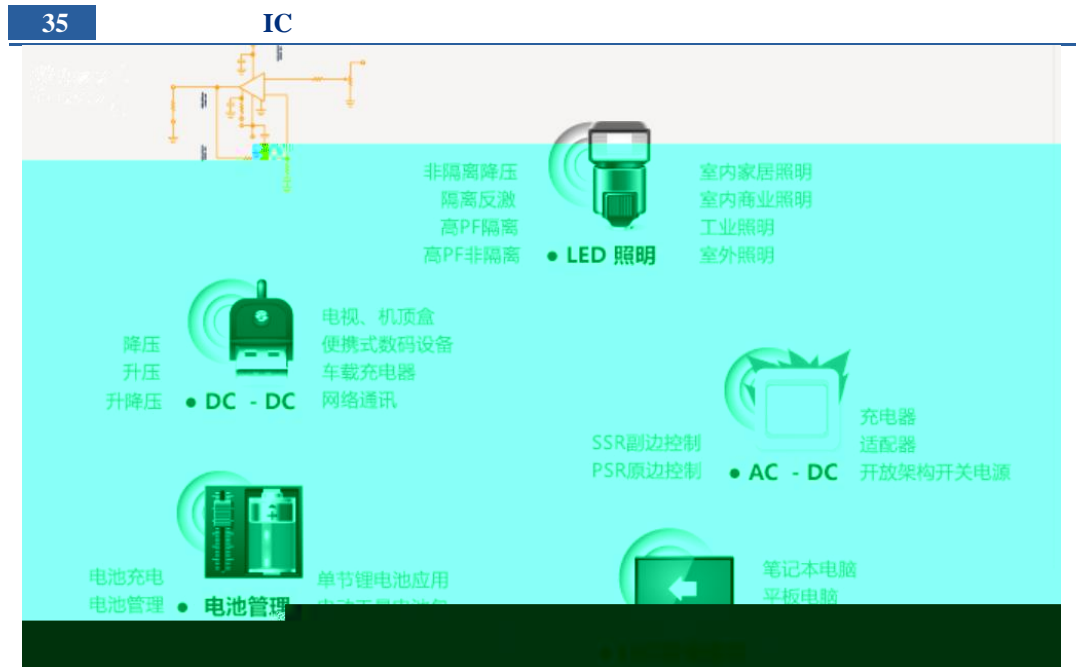 35 IC
非隔离降压
隔离反激
高PF隔离
高PF非隔离
• LED 照明
室内家居照明
室内商业照明
工业照明
室外照明
降压
升压
升降压
• DC - DC
电视、机顶盒
便携式数码设备
车载充电器
网络通讯
SSR副边控制
PSR原边控制
• AC - DC
充电器
适配器
开放架构开关电源
电池充电
电池管理
• 电池管理
单节锂电池应用
笔记本电脑
平板电脑